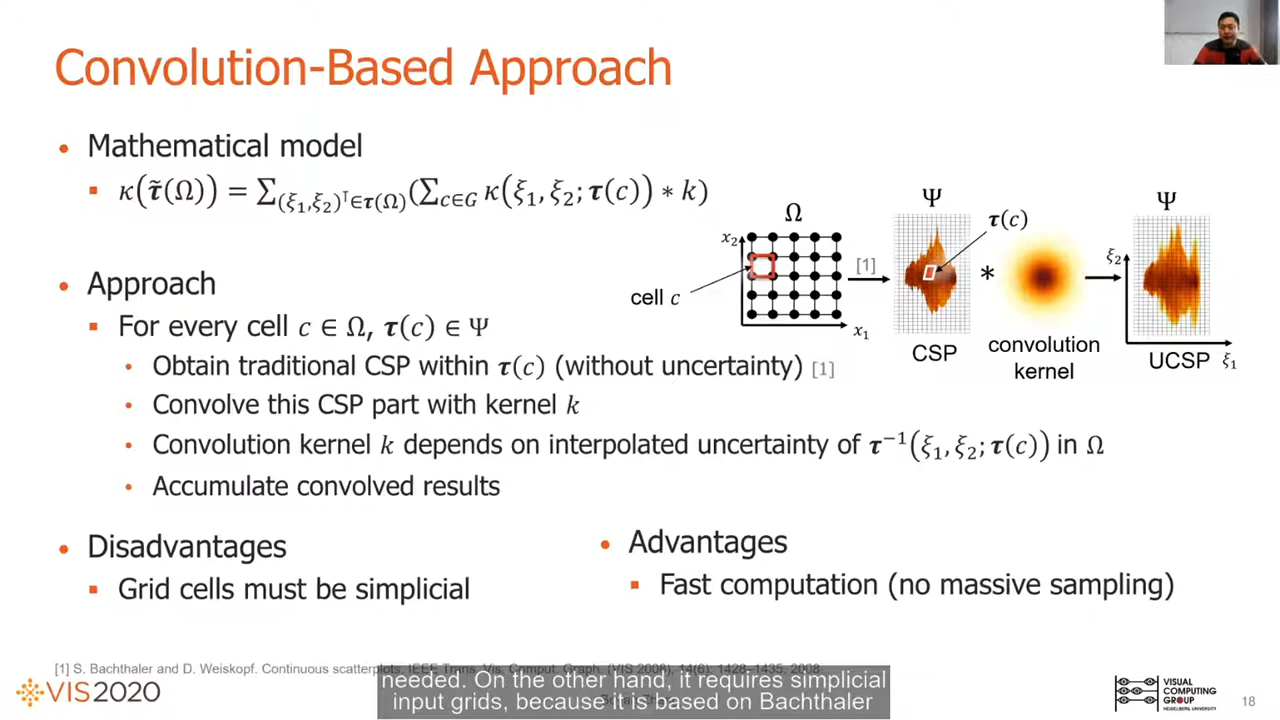 Convolution-Based Approach
• Mathematical model
▪ κ(τ̃(Ω)) = ∑(ξ₁,ξ₂)ᵀ∈τ(Ω)(∑c∈G κ(ξ₁, ξ₂; τ(c)) ∗ k)
• Approach
▪ For every cell c ∈ Ω, τ(c) ∈ Ψ
• Obtain traditional CSP within τ(c) (without uncertainty) [1]
• Convolve this CSP part with kernel k
• Convolution kernel k depends on interpolated uncertainty of τ⁻¹(ξ₁, ξ₂; τ(c)) in Ω
• Accumulate convolved results
Ω
x₂
cell c
x₁
[1]
Ψ
τ(c)
CSP
∗
convolution
kernel
Ψ
ξ₂
UCSP
ξ₁
• Disadvantages
▪ Grid cells must be simplicial
• Advantages
▪ Fast computation (no massive sampling)
[1] S. Bachthaler and D. Weiskopf. Continuous scatterplots. IEEE Trans. Vis. Comput. Graph. (VIS 2008), 14(6): 1428–1435, 2008.
needed. On the other hand, it requires simplicial
input grids, because it is based on Bachthaler
VIS2020
VISUAL
COMPUTING
GROUP
HEIDELBERG UNIVERSITY
18